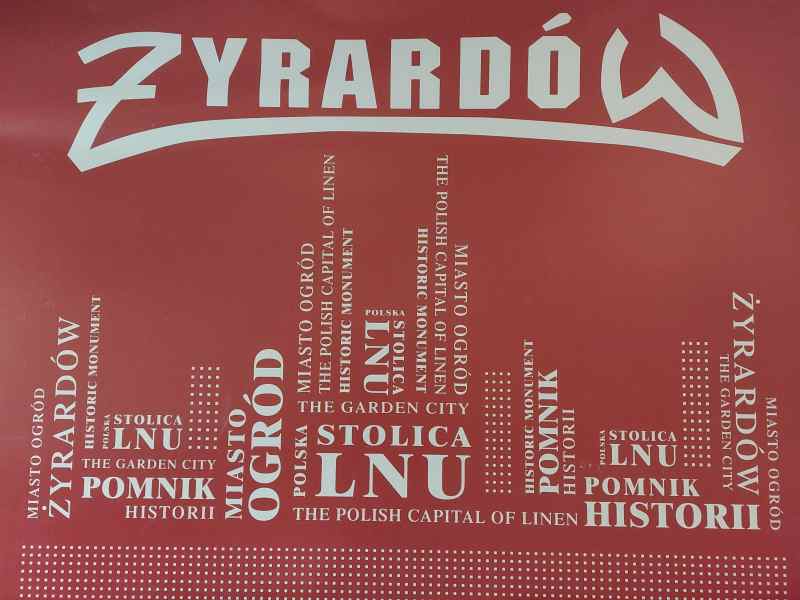 ŻYRARDÓW
MIASTO OGRÓD
ŻYRARDÓW
HISTORIC MONUMENT
POLSKA
STOLICA
LNU
THE GARDEN CITY
POMNIK
HISTORII
MIASTO
OGRÓD
MIASTO OGRÓD
THE POLISH CAPITAL OF LINEN
HISTORIC MONUMENT
POLSKA
LNU
STOLICA
HISTORIC MONUMENT
THE POLISH CAPITAL OF LINEN
MIASTO OGRÓD
THE GARDEN CITY
POLSKA
STOLICA
LNU
THE POLISH CAPITAL OF LINEN
HISTORIC MONUMENT
POMNIK
HISTORII
POLSKA
STOLICA
LNU
POMNIK
HISTORII
THE GARDEN CITY
ŻYRARDÓW
MIASTO OGRÓD